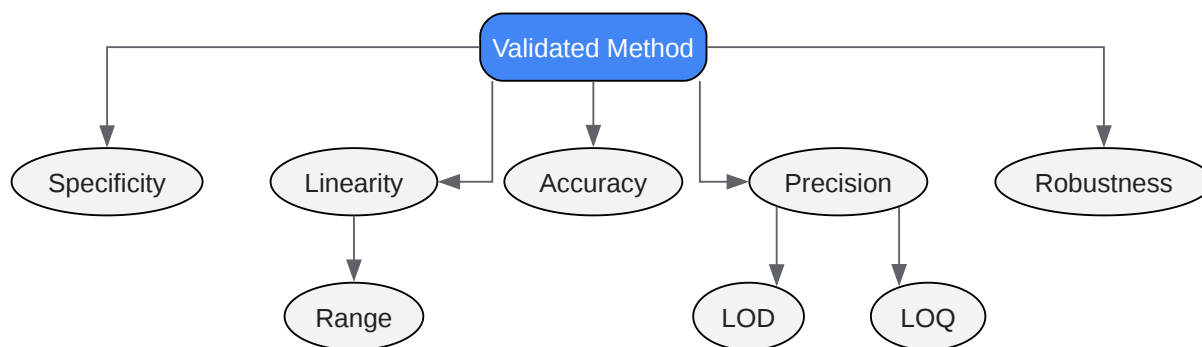 Validated Method
Specificity
Linearity
Accuracy
Precision
Robustness
Range
LOD
LOQ